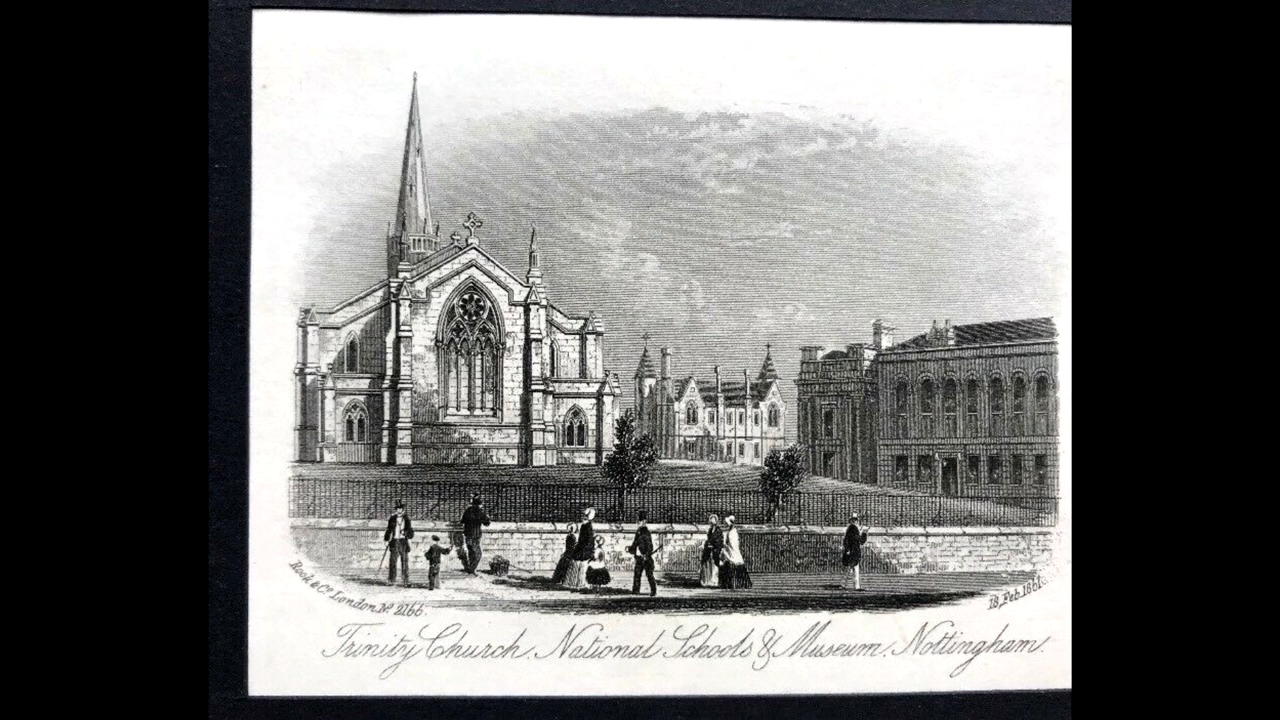 Rock & Co. London No. 2166.
18, Feb. 1861.
Trinity Church. National Schools & Museum. Nottingham.